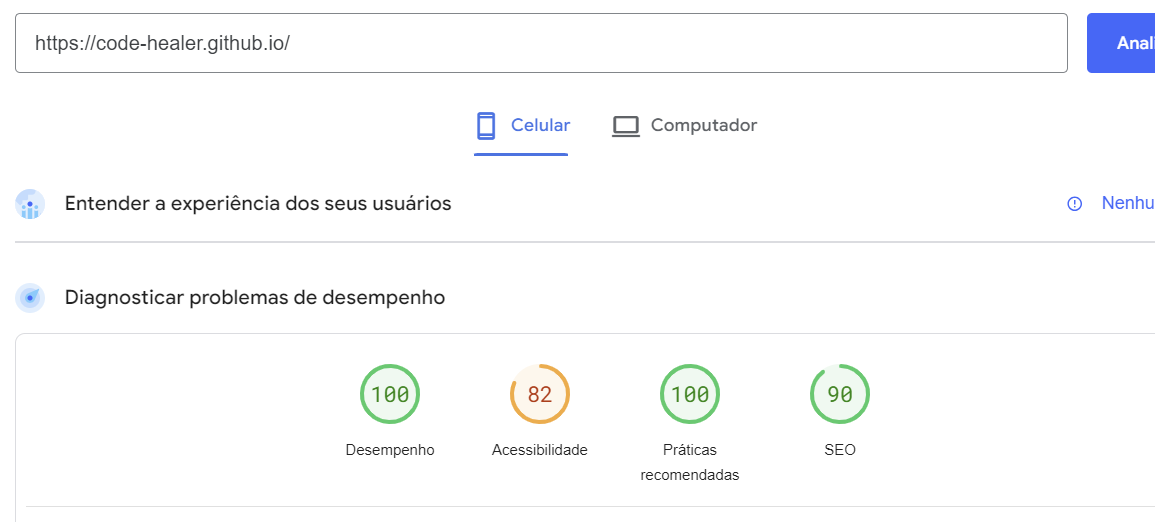 https://code-healer.github.io/
Anali
Celular
Computador
Entender a experiência dos seus usuários
Nenhu
Diagnosticar problemas de desempenho
100
82
100
90
Desempenho
Acessibilidade
Práticas
recomendadas
SEO